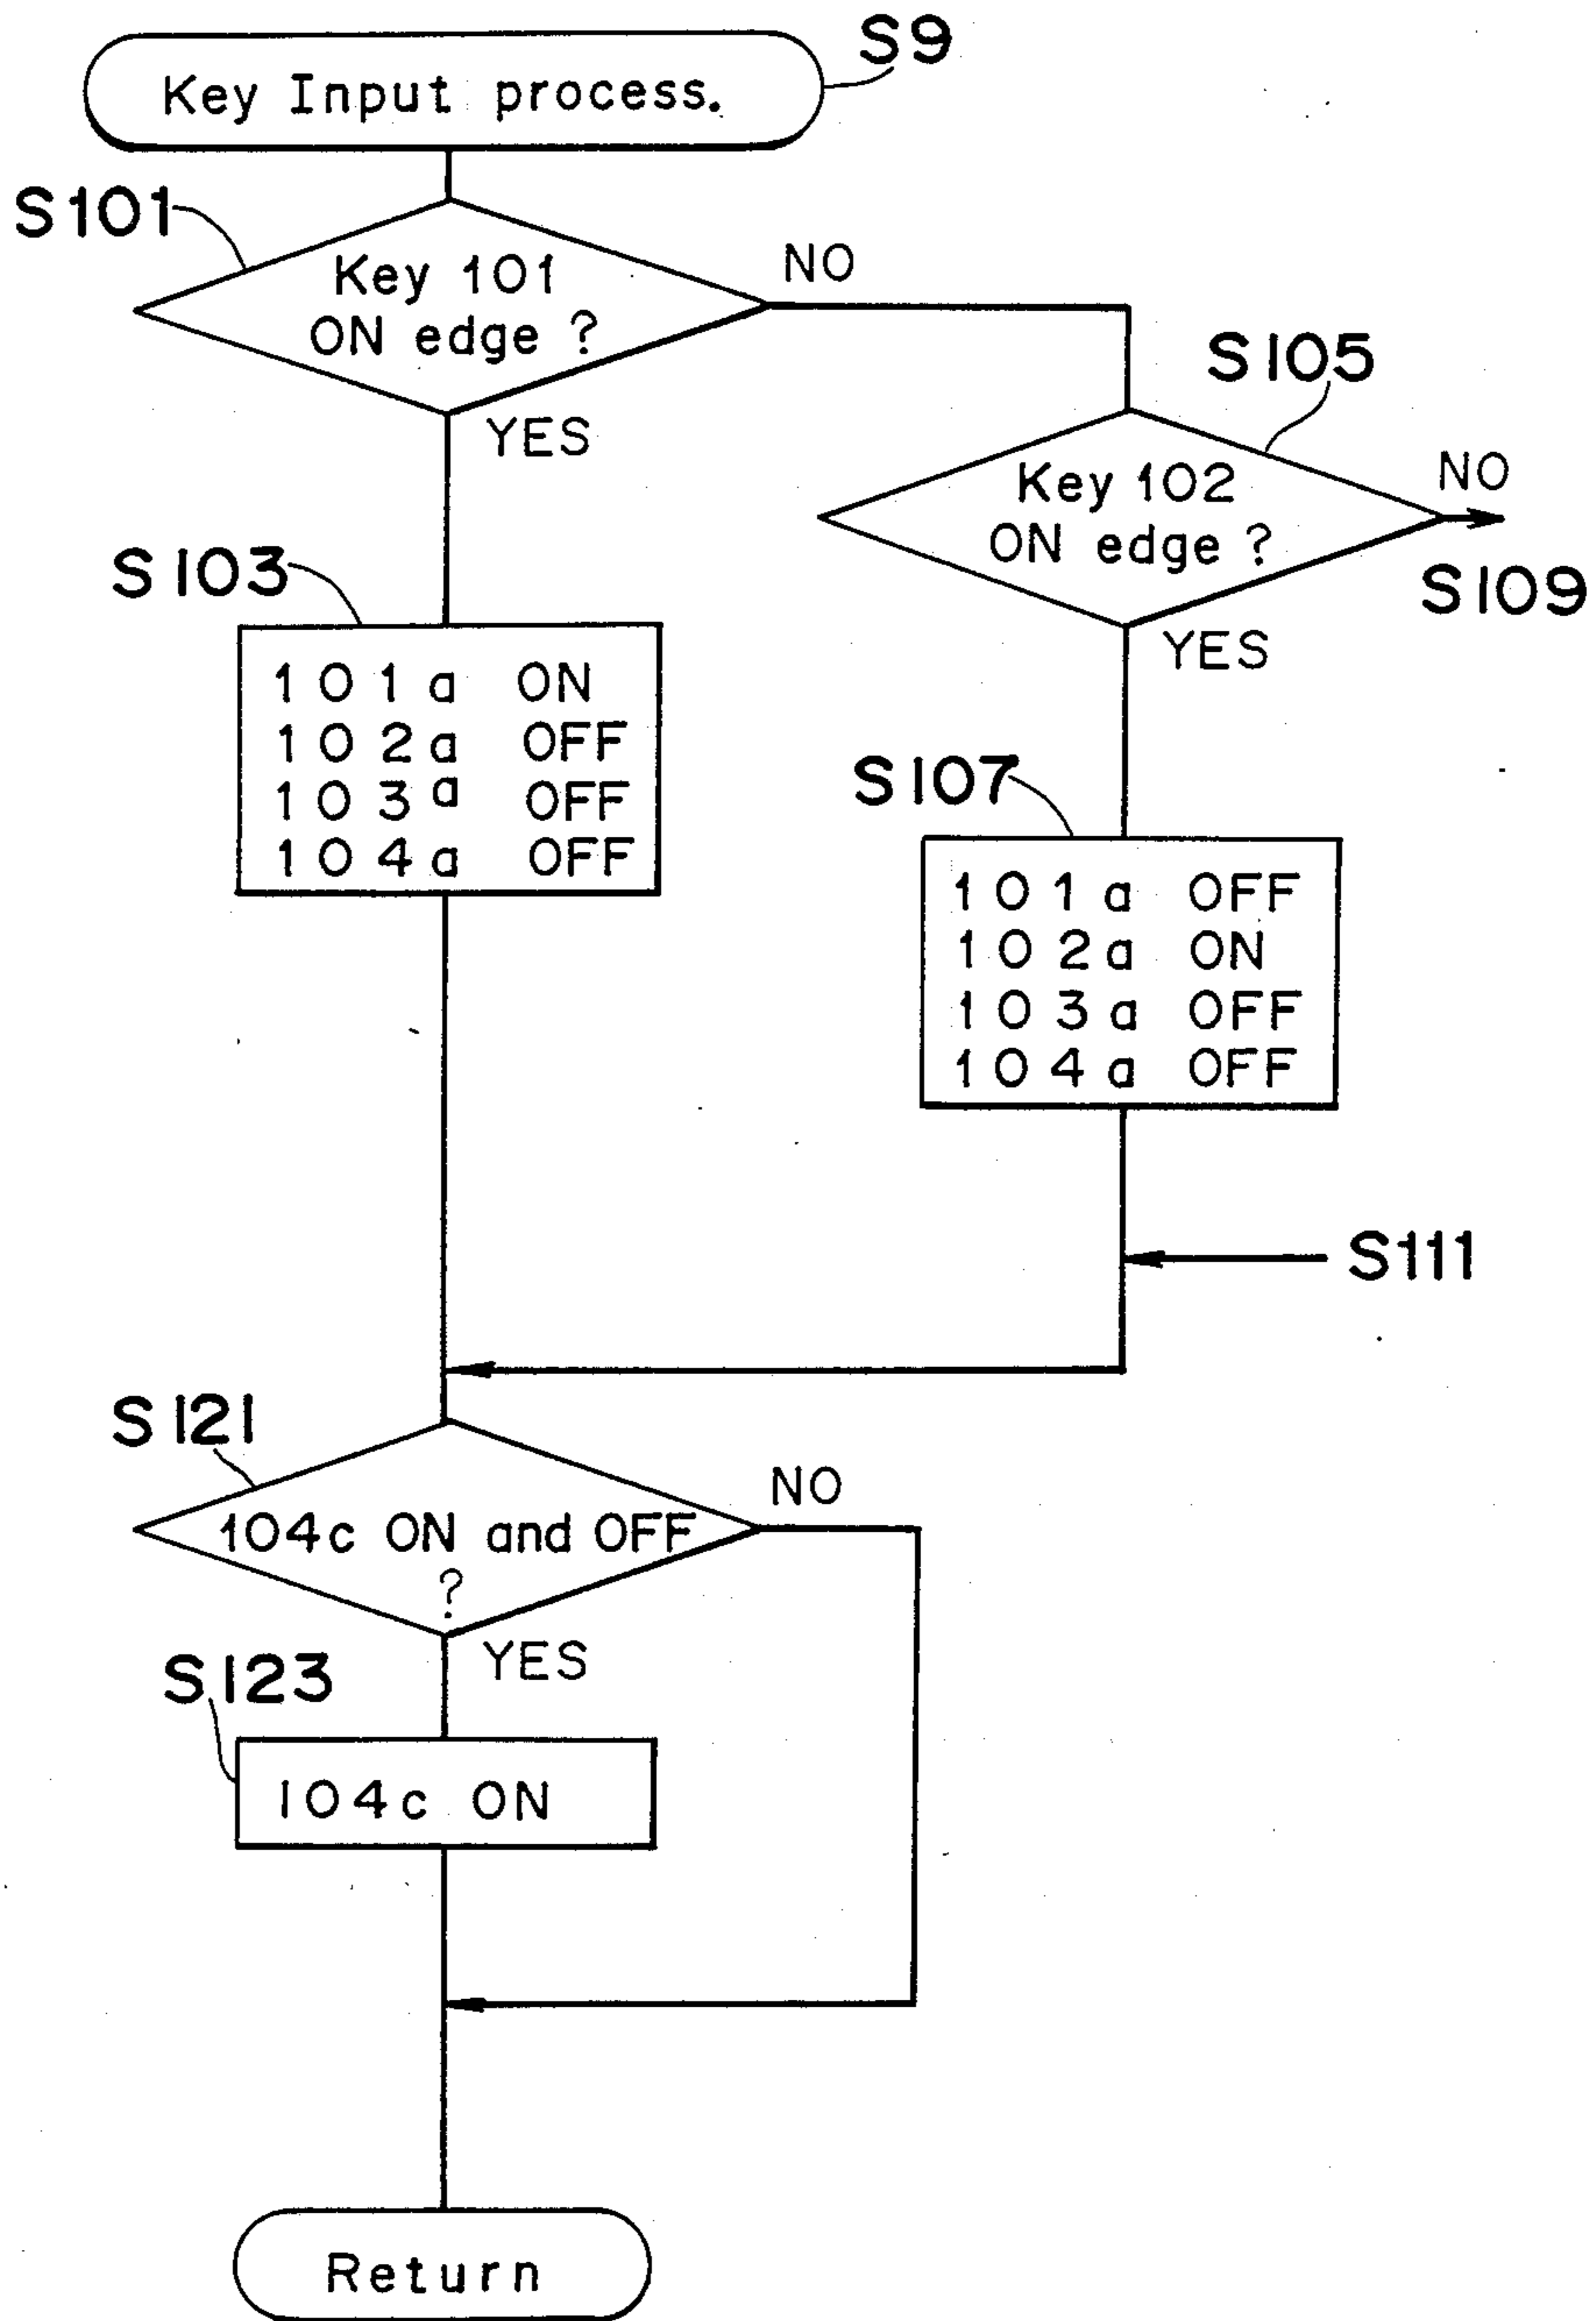 S9
Key Input process.
S101
Key 101
ON edge ?
NO
YES
S105
Key 102
ON edge ?
NO
S109
YES
S103
101a ON
102a OFF
103a OFF
104a OFF
S107
101a OFF
102a ON
103a OFF
104a OFF
S111
S121
104c ON and OFF
?
NO
YES
S123
104c ON
Return